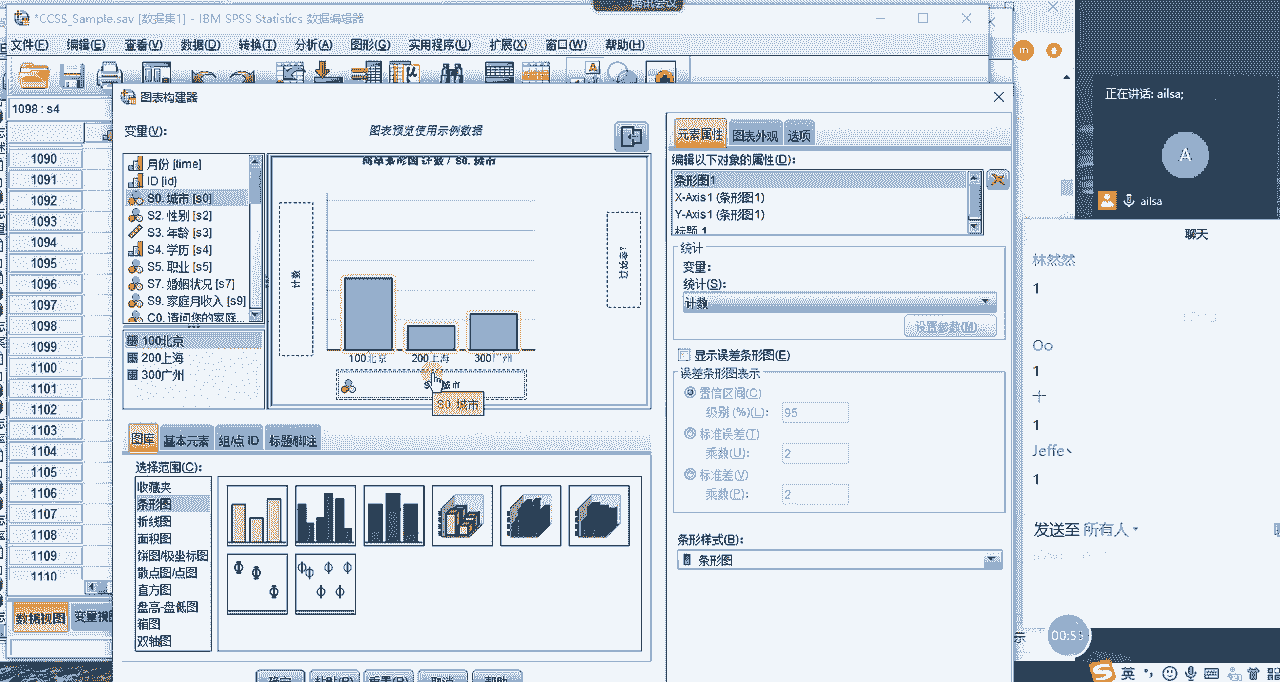 *CCSS_Sample.sav [数据集1] - IBM SPSS Statistics 数据编辑器
文件(F) 编辑(E) 查看(V) 数据(D) 转换(T) 分析(A) 图形(G) 实用程序(U) 扩展(X) 窗口(W) 帮助(H)
1098 : s4
1090
1091
1092
1093
1094
1095
1096
1097
1098
1099
1100
1101
1102
1103
1104
1105
1106
1107
1108
1109
1110
数据视图
图表构建器
变量(V):
图表预览使用示例数据
月份 [time]
ID [id]
S0. 城市 [s0]
S2. 性别 [s2]
S3. 年龄 [s3]
S4. 学历 [s4]
S5. 职业 [s5]
S7. 婚姻状况 [s7]
S9. 家庭月收入 [s9]
C0. 请问您的家庭
100北京
200上海
300广州
简单条形图 计数 / S0. 城市
计数
100北京 200上海 300广州
S0. 城市
图库 基本元素 组/点 ID 标题/脚注
选择范围(C):
收藏夹
条形图
折线图
面积图
饼图/极坐标图
散点图/点图
直方图
盘高-盘低图
箱图
双轴图
确定 粘贴(P) 重置(R) 取消 帮助
元素属性 图表外观 选项
编辑以下对象的属性(D):
条形图1
X-Axis1 (条形图1)
Y-Axis1 (条形图1)
标题 1
统计
变量:
统计(S):
计数
设置参数(M)...
显示误差条形图(E)
误差条形图表示
置信区间(C)
级别 (%)(L): 95
标准误差(T)
乘数(U): 2
标准差(V)
乘数(P): 2
条形样式(B):
条形图
正在讲话: ailsa;
A
ailsa
聊天
林然然
1
Oo
1
十
1
Jeffe、
1
发送至 所有人
00:51
英